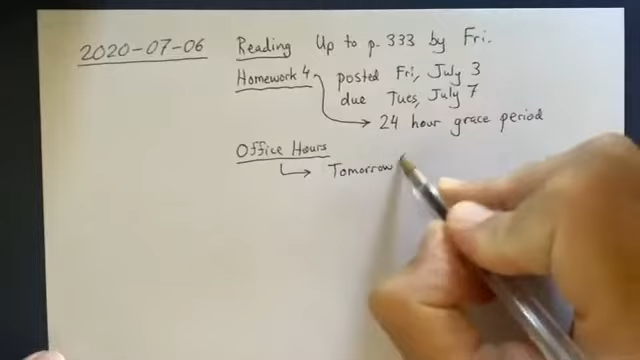 2020-07-06 Reading Up to p. 333 by Fri.
Homework 4 posted Fri, July 3
due Tues, July 7
24 hour grace period
Office Hours
Tomorrow